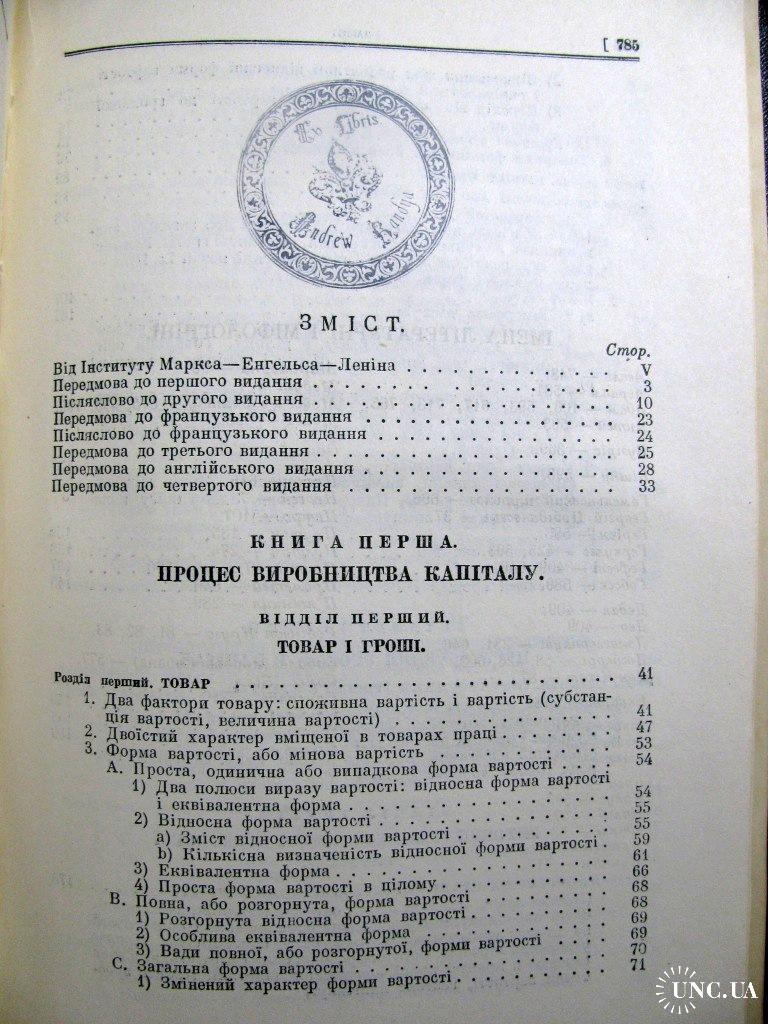 [ 785
Ex Libris
Andrew
ЗМІСТ.
Стор.
Від Інституту Маркса—Енгельса—Леніна . . . . . . . . . . . . V
Передмова до першого видання . . . . . . . . . . . . . . . . 3
Післяслово до другого видання . . . . . . . . . . . . . . . . 10
Передмова до французького видання . . . . . . . . . . . . . . 23
Післяслово до французького видання . . . . . . . . . . . . . . 24
Передмова до третього видання . . . . . . . . . . . . . . . . 25
Передмова до англійського видання . . . . . . . . . . . . . . 28
Передмова до четвертого видання . . . . . . . . . . . . . . . 33
КНИГА ПЕРША.
ПРОЦЕС ВИРОБНИЦТВА КАПІТАЛУ.
ВІДДІЛ ПЕРШИЙ.
ТОВАР І ГРОШІ.
Розділ перший. ТОВАР . . . . . . . . . . . . . . . . . . . . 41
1. Два фактори товару: споживна вартість і вартість (субстан-
ція вартості, величина вартості) . . . . . . . . . . . . 41
2. Двоїстий характер вміщеної в товарах праці . . . . . . . . 47
3. Форма вартості, або мінова вартість . . . . . . . . . . 53
А. Проста, одинична або випадкова форма вартості . . . . 54
1) Два полюси виразу вартості: відносна форма вартості
і еквівалентна форма . . . . . . . . . . . . . . . 54
2) Відносна форма вартості . . . . . . . . . . . . . . 55
a) Зміст відносної форми вартості . . . . . . . . . 55
b) Кількісна визначеність відносної форми вартості . 59
3) Еквівалентна форма . . . . . . . . . . . . . . . . 61
4) Проста форма вартості в цілому . . . . . . . . . . 66
В. Повна, або розгорнута, форма вартості . . . . . . . 68
1) Розгорнута відносна форма вартості . . . . . . . . 68
2) Особлива еквівалентна форма . . . . . . . . . . . 69
3) Вади повної, або розгорнутої, форми вартості . . . . 69
С. Загальна форма вартості . . . . . . . . . . . . . . 70
1) Змінений характер форми вартості . . . . . . . . . 71
UNC.UA